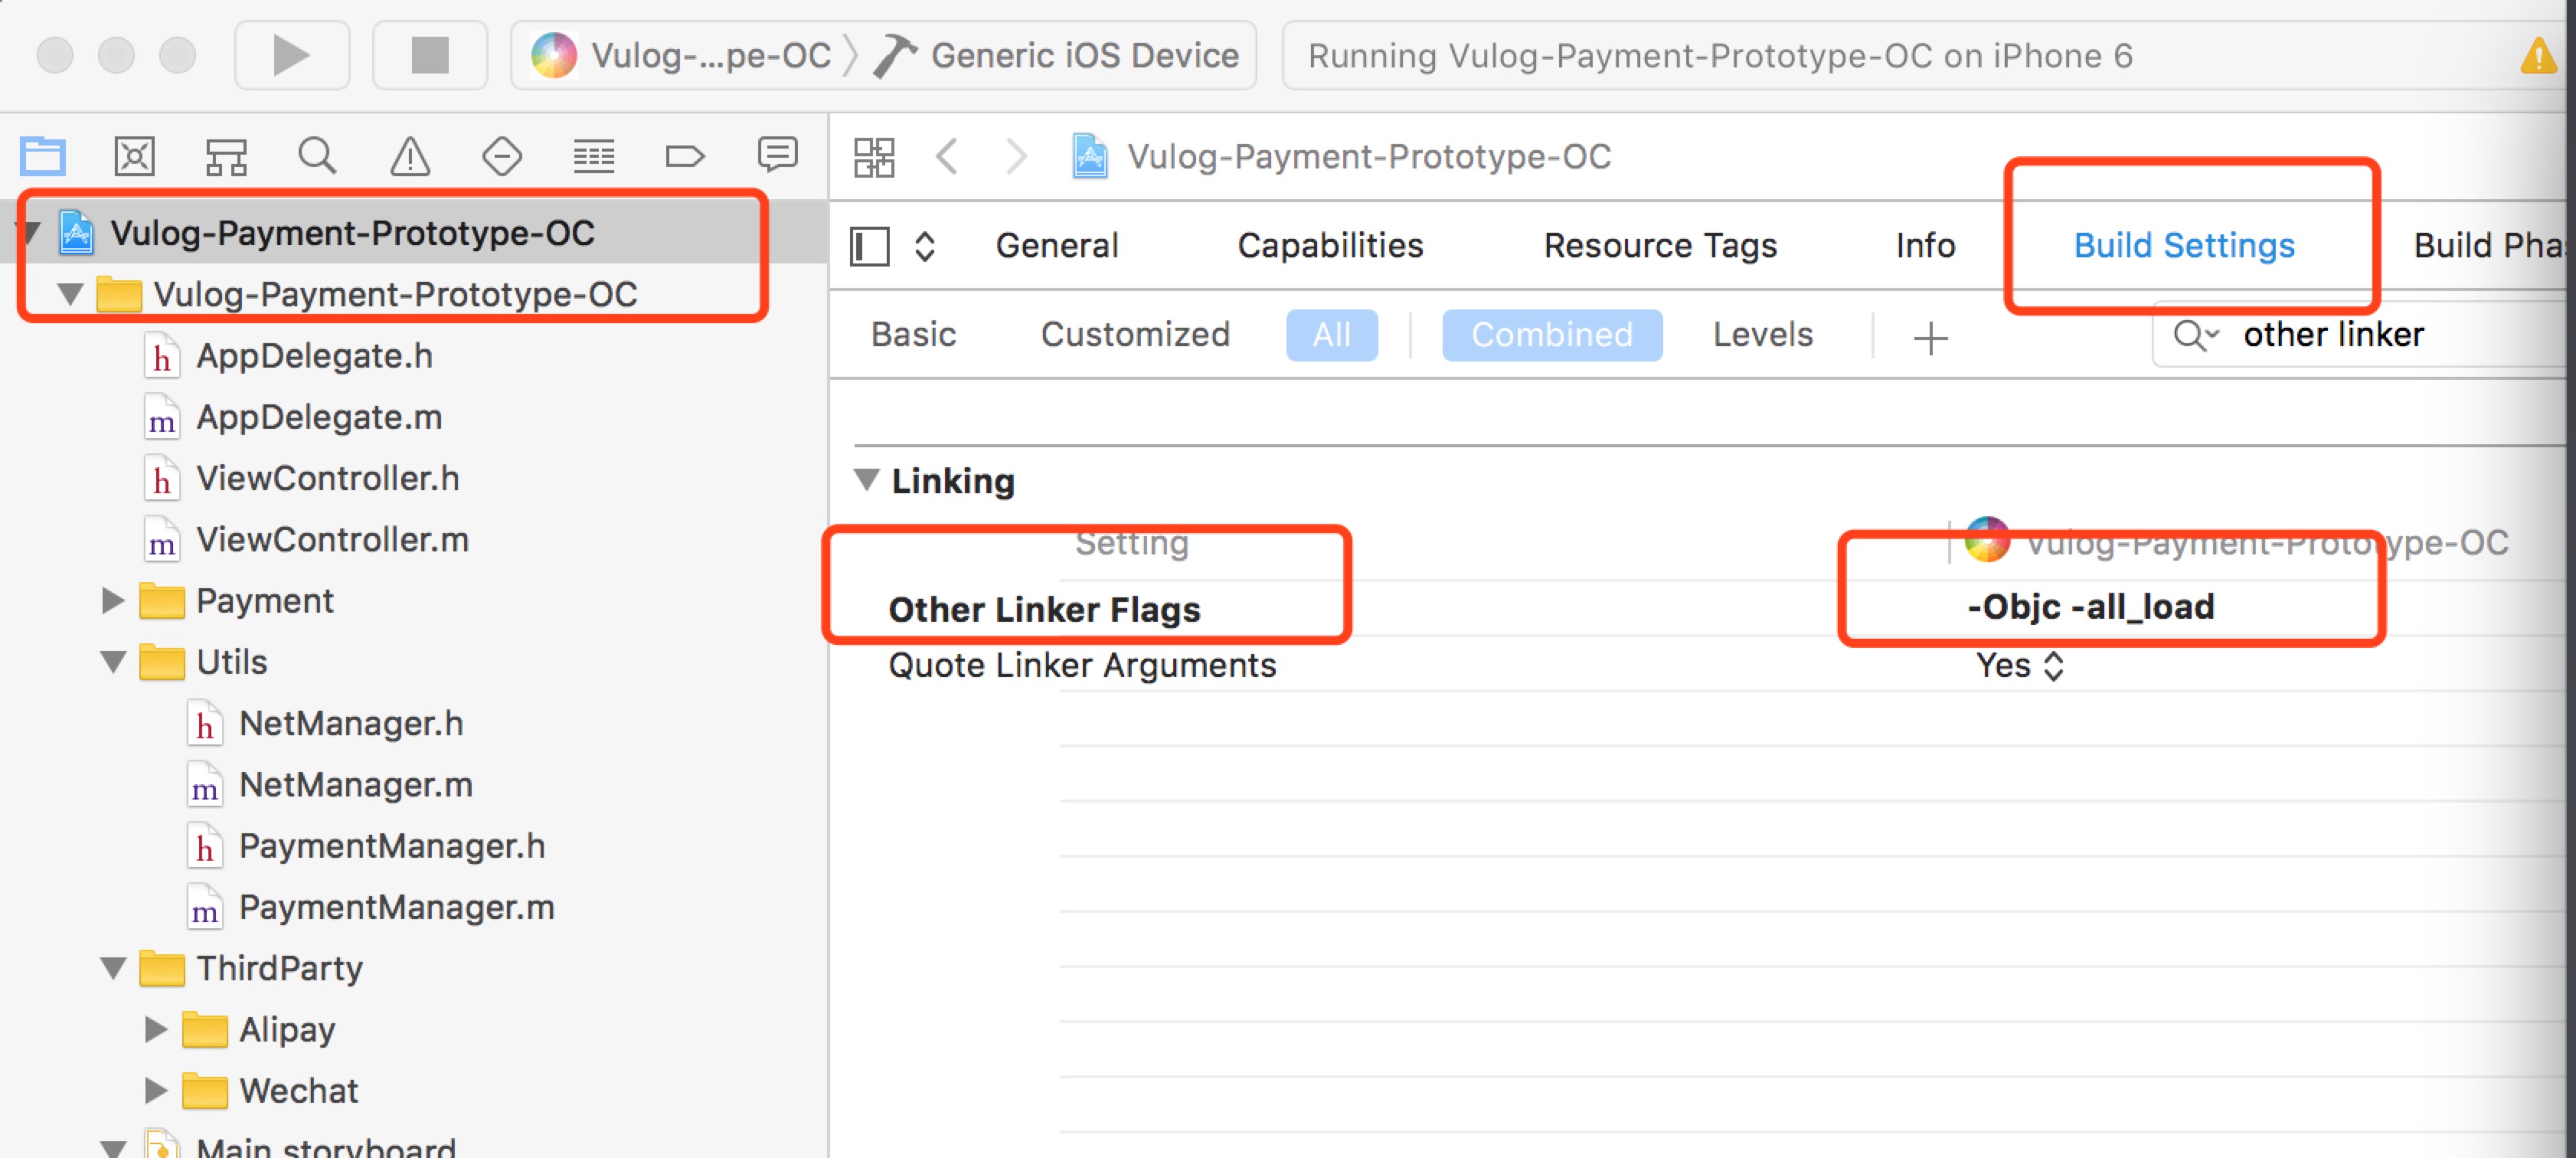 Vulog-...pe-OC
Generic iOS Device
Running Vulog-Payment-Prototype-OC on iPhone 6
Vulog-Payment-Prototype-OC
General
Capabilities
Resource Tags
Info
Build Settings
Build Pha
Basic
Customized
All
Combined
Levels
other linker
Vulog-Payment-Prototype-OC
Vulog-Payment-Prototype-OC
h AppDelegate.h
m AppDelegate.m
h ViewController.h
m ViewController.m
Payment
Utils
h NetManager.h
m NetManager.m
h PaymentManager.h
m PaymentManager.m
ThirdParty
Alipay
Wechat
Main.storyboard
Linking
Setting
Vulog-Payment-Prototype-OC
Other Linker Flags
-Objc -all_load
Quote Linker Arguments
Yes